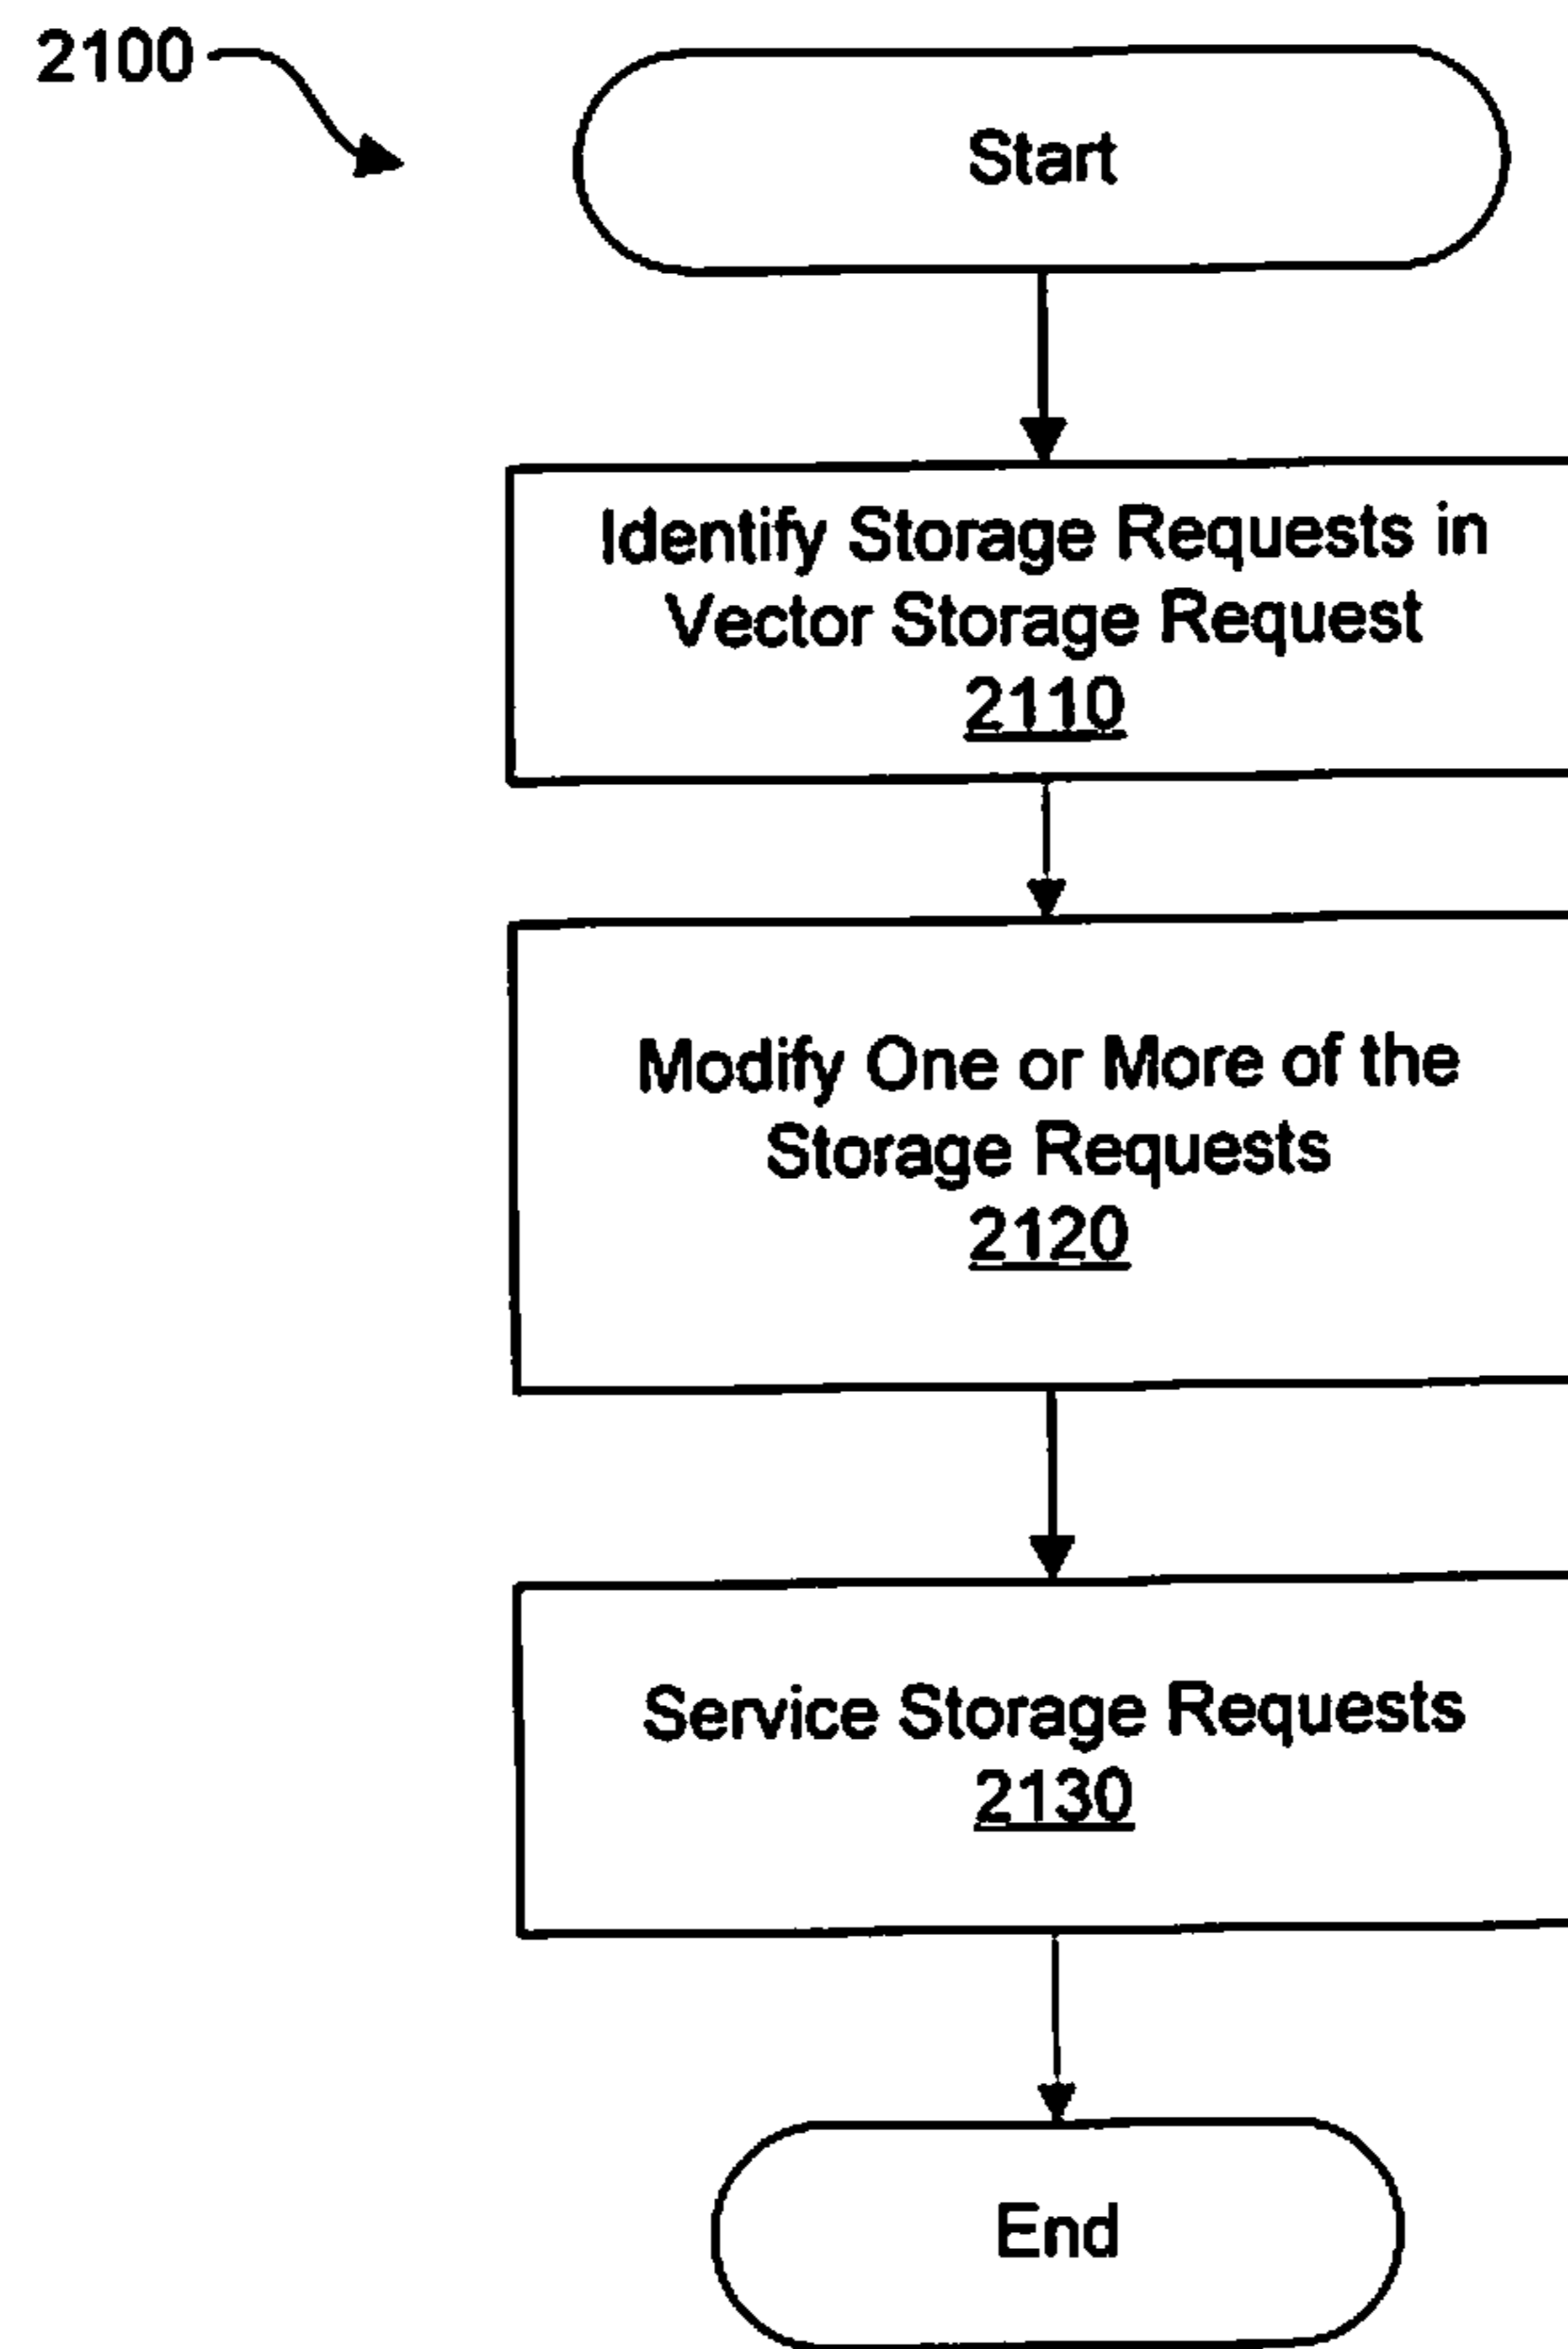 2100
Start
Identify Storage Requests in
Vector Storage Request
2110
Modify One or More of the
Storage Requests
2120
Service Storage Requests
2130
End